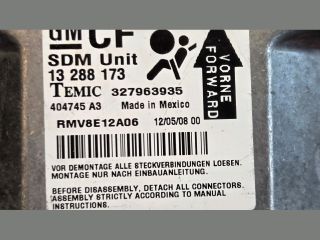 GM CF
SDM Unit
13 288 173
TEMIC 327963935
404745 A3 Made in Mexico
RMV8E12A06 12/05/08 00
VORNE
FORWARD
VOR DEMONTAGE ALLE STECKVERBINDUNGEN LOESEN.
MONTAGE NUR NACH EINBAUANLEITUNG.
BEFORE DISASSEMBLY, DETACH ALL CONNECTORS.
ASSEMBLY STRICTLY ACCORDING TO MANUAL
INSTRUCTIONS.